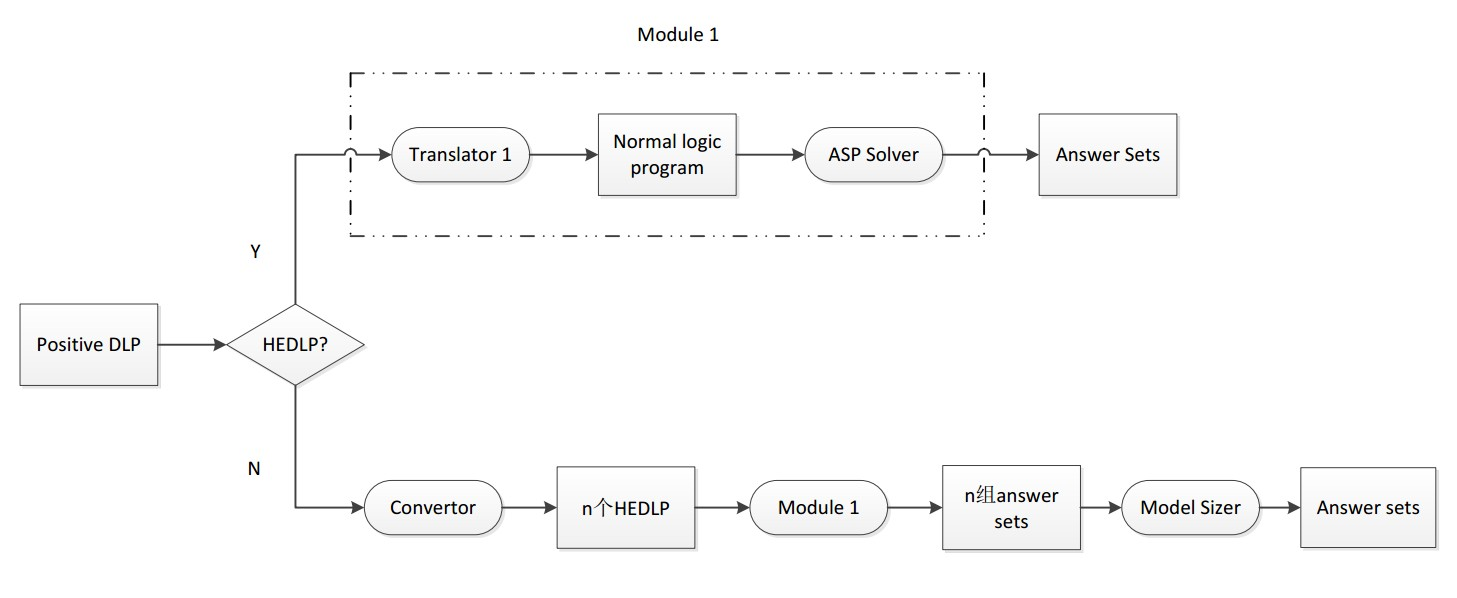 Module 1
Translator 1
Normal logic
program
ASP Solver
Answer Sets
Y
Positive DLP
HEDLP?
N
Convertor
n个HEDLP
Module 1
n组answer
sets
Model Sizer
Answer sets